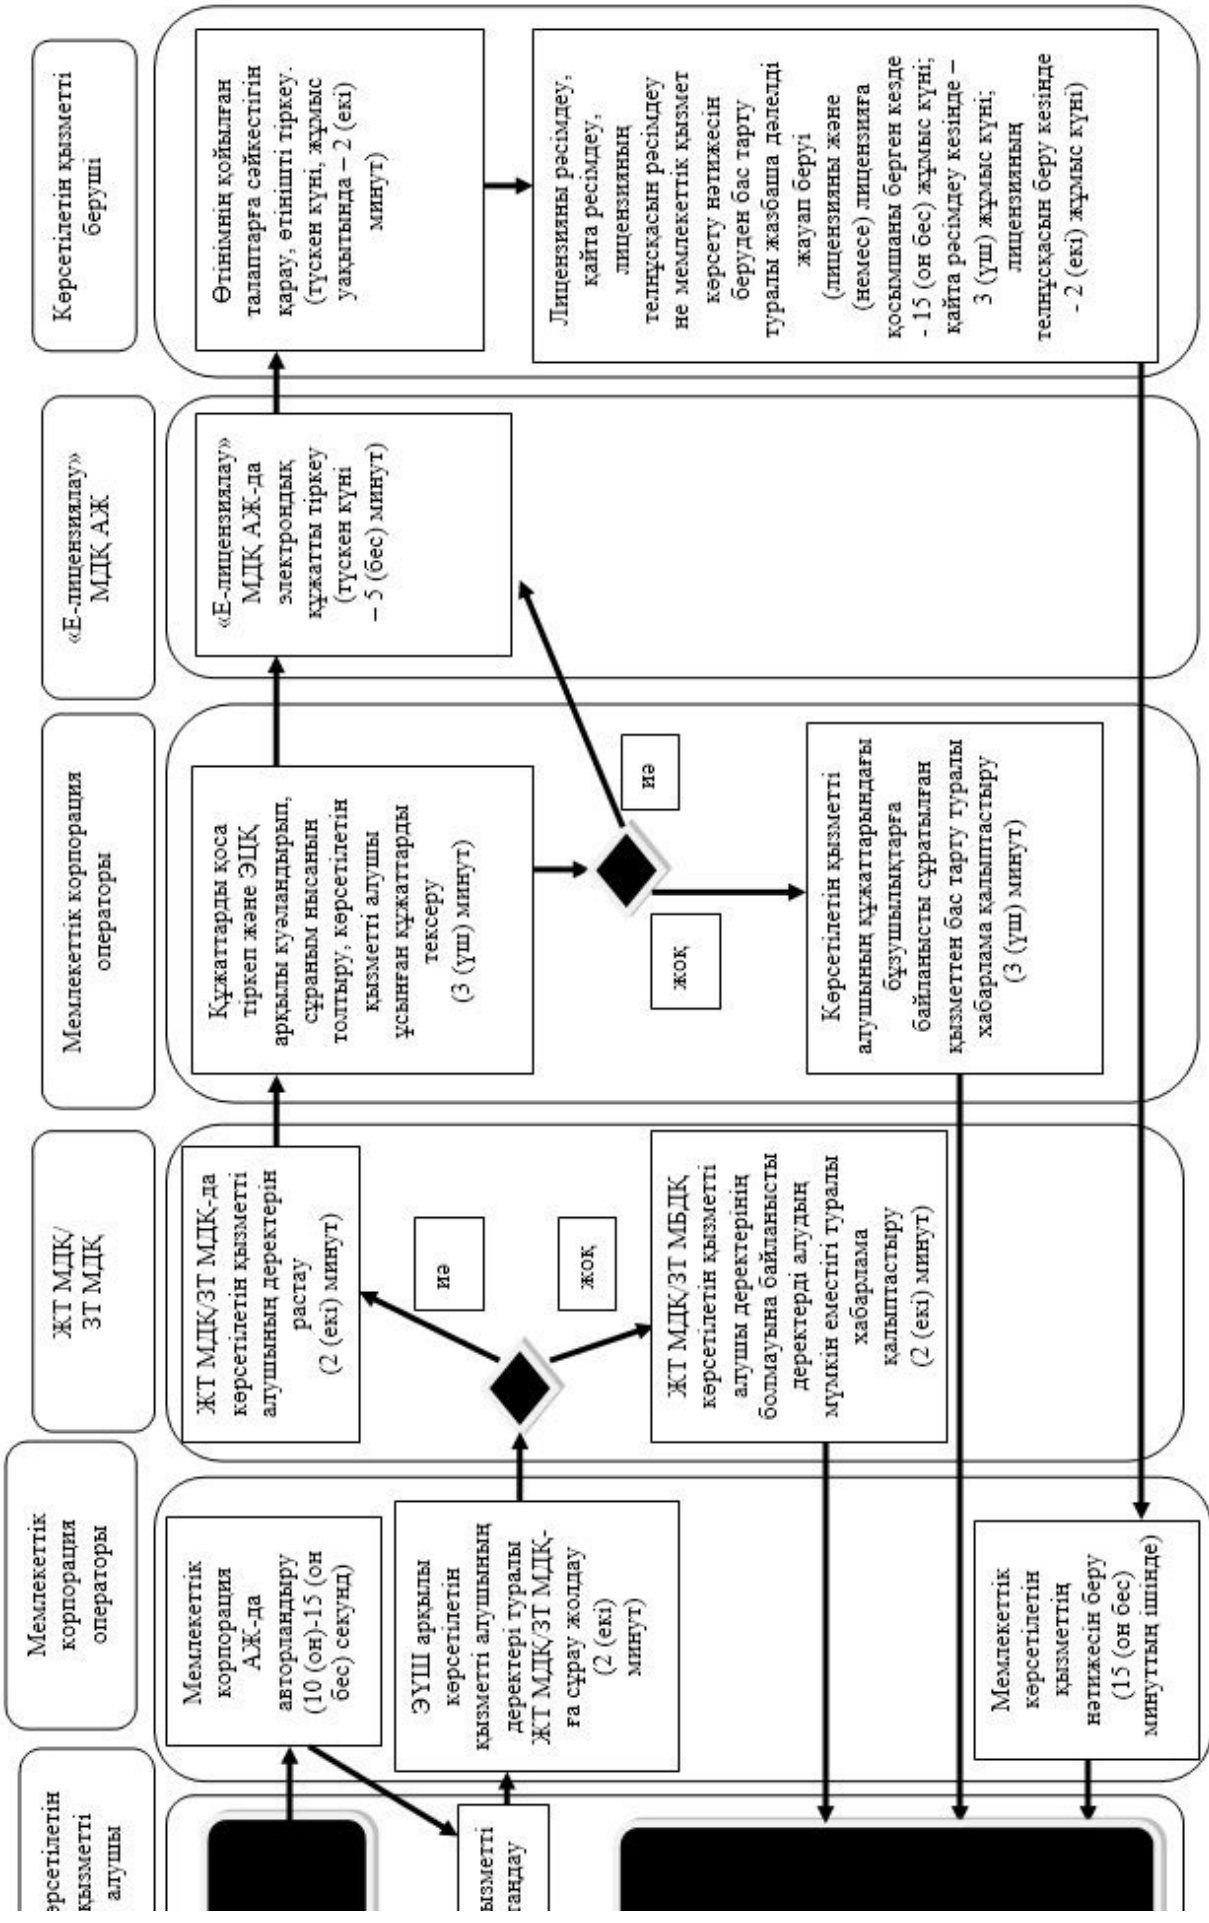 ерсетілетін
қызметті
алушы
ызметті
таңдау
Мемлекеттік
корпорация
операторы
Мемлекеттік
корпорация
АЖ-да
авторландыру
(10 (он)-15 (он
бес) секунд)
ЭҮШ арқылы
көрсетілетін
қызметті алушының
деректері туралы
ЖТ МДҚ/ЗТ МДҚ-
ға сұрау жолдау
(2 (екі)
минут)
Мемлекеттік
көрсетілетін
қызметтің
нәтижесін беру
(15 (он бес)
минуттың ішінде)
ЖТ МДҚ/
ЗТ МДҚ
ЖТ МДҚ/ЗТ МДҚ-да
көрсетілетін қызметті
алушының деректерін
растау
(2 (екі) минут)
иә
жоқ
ЖТ МДҚ/ЗТ МБДҚ
көрсетілетін қызметті
алушы деректерінің
болмауына байланысты
деректерді алудың
мүмкін еместігі туралы
хабарлама
қалыптастыру
(2 (екі) минут)
Мемлекеттік корпорация
операторы
Құжаттарды қоса
тіркеп және ЭЦҚ
арқылы куәландырып,
сұраным нысанын
толтыру, көрсетілетін
қызметті алушы
ұсынған құжаттарды
тексеру
(3 (үш) минут)
иә
жоқ
Көрсетілетін қызметті
алушының құжаттарындағы
бұзушылықтарға
байланысты сұратылған
қызметтен бас тарту туралы
хабарлама қалыптастыру
(3 (үш) минут)
«Е-лицензиялау»
МДҚ АЖ
«Е-лицензиялау»
МДҚ АЖ-да
электрондық
құжатты тіркеу
(түскен күні
– 5 (бес) минут)
Көрсетілетін қызметті
беруші
Өтінімнің қойылған
талаптарға сәйкестігін
қарау, өтінішті тіркеу.
(түскен күні, жұмыс
уақытында – 2 (екі)
минут)
Лицензияны рәсімдеу,
қайта ресімдеу,
лицензияның
телнұсқасын рәсімдеу
не мемлекеттік қызмет
көрсету нәтижесін
беруден бас тарту
туралы жазбаша дәлелді
жауап беруі
(лицензияны және
(немесе) лицензияға
қосымшаны берген кезде
- 15 (он бес) жұмыс күні;
қайта рәсімдеу кезінде –
3 (үш) жұмыс күні;
лицензияның
телнұсқасын беру кезінде
- 2 (екі) жұмыс күні)